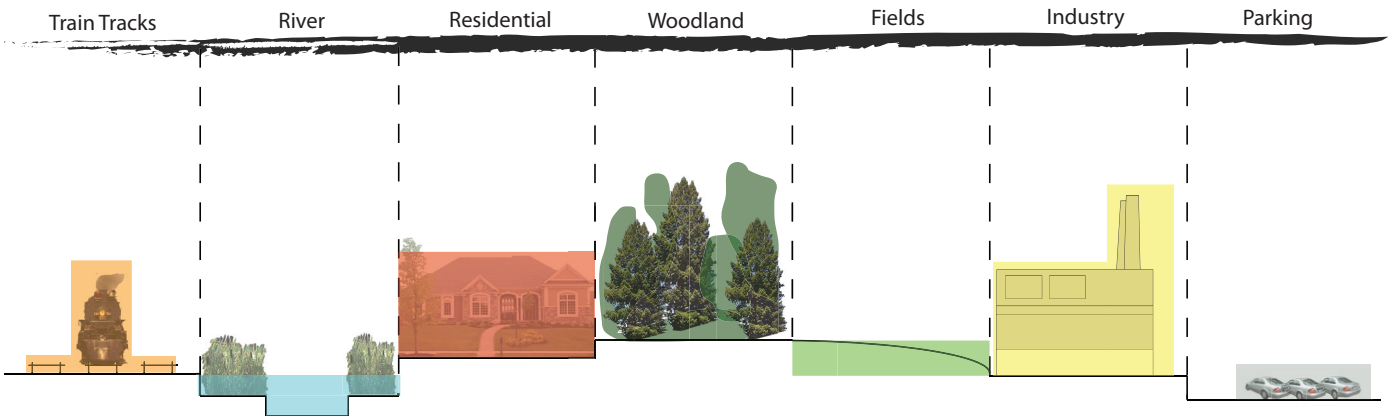 Train Tracks
River
Residential
Woodland
Fields
Industry
Parking